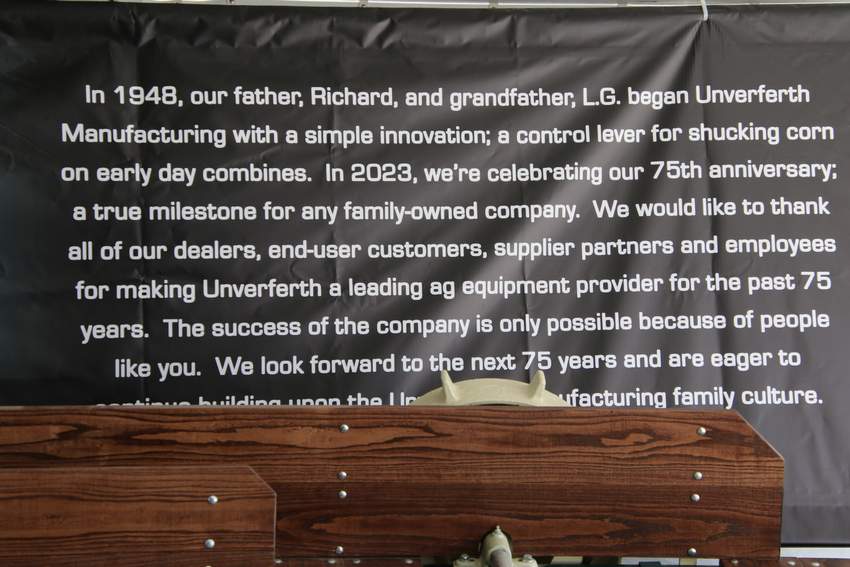 In 1948, our father, Richard, and grandfather, L.G. began Unverferth
Manufacturing with a simple innovation; a control lever for shucking corn
on early day combines. In 2023, we're celebrating our 75th anniversary;
a true milestone for any family-owned company. We would like to thank
all of our dealers, end-user customers, supplier partners and employees
for making Unverferth a leading ag equipment provider for the past 75
years. The success of the company is only possible because of people
like you. We look forward to the next 75 years and are eager to
continue building upon the ufacturing family culture.